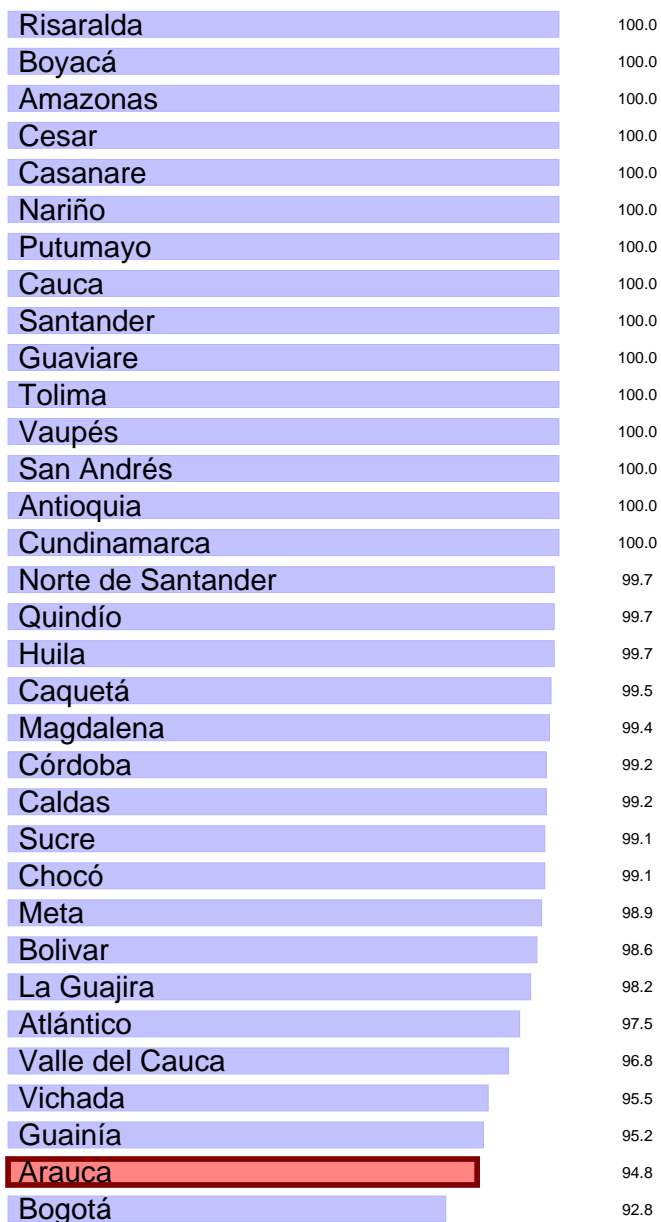 Risaralda 100.0
Boyacá 100.0
Amazonas 100.0
Cesar 100.0
Casanare 100.0
Nariño 100.0
Putumayo 100.0
Cauca 100.0
Santander 100.0
Guaviare 100.0
Tolima 100.0
Vaupés 100.0
San Andrés 100.0
Antioquia 100.0
Cundinamarca 100.0
Norte de Santander 99.7
Quindío 99.7
Huila 99.7
Caquetá 99.5
Magdalena 99.4
Córdoba 99.2
Caldas 99.2
Sucre 99.1
Chocó 99.1
Meta 98.9
Bolivar 98.6
La Guajira 98.2
Atlántico 97.5
Valle del Cauca 96.8
Vichada 95.5
Guainía 95.2
Arauca 94.8
Bogotá 92.8